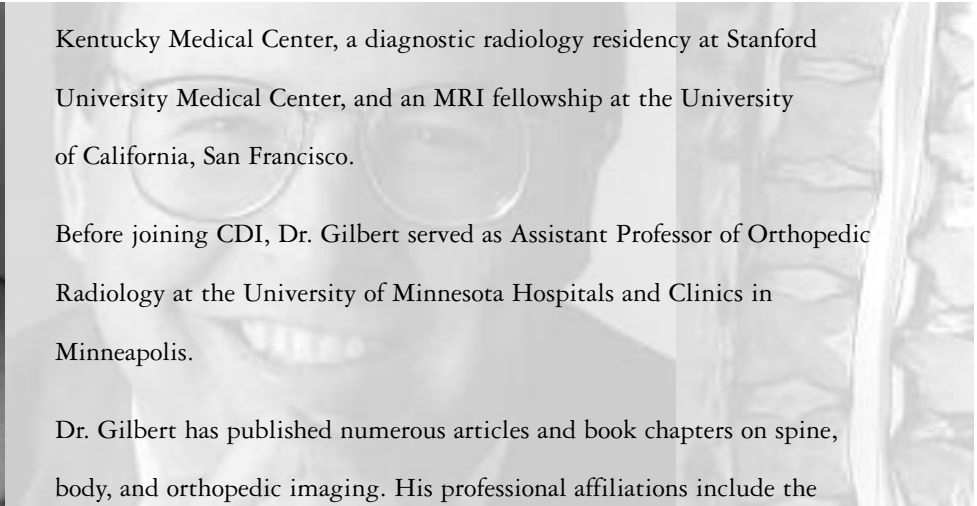 Kentucky Medical Center, a diagnostic radiology residency at Stanford
University Medical Center, and an MRI fellowship at the University
of California, San Francisco.
Before joining CDI, Dr. Gilbert served as Assistant Professor of Orthopedic
Radiology at the University of Minnesota Hospitals and Clinics in
Minneapolis.
Dr. Gilbert has published numerous articles and book chapters on spine,
body, and orthopedic imaging. His professional affiliations include the